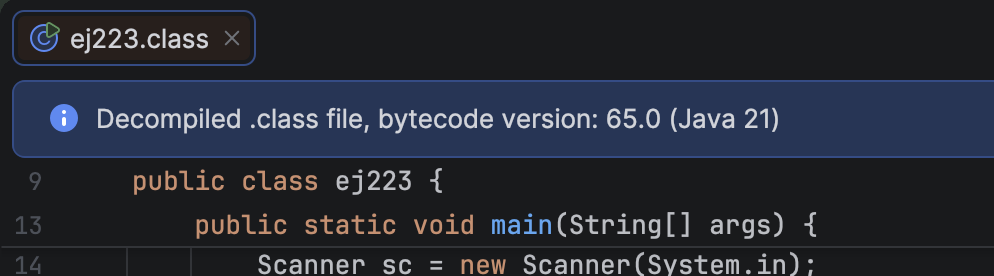 ej223.class
Decompiled .class file, bytecode version: 65.0 (Java 21)
9 public class ej223 {
13 public static void main(String[] args) {
14 Scanner sc = new Scanner(System.in);